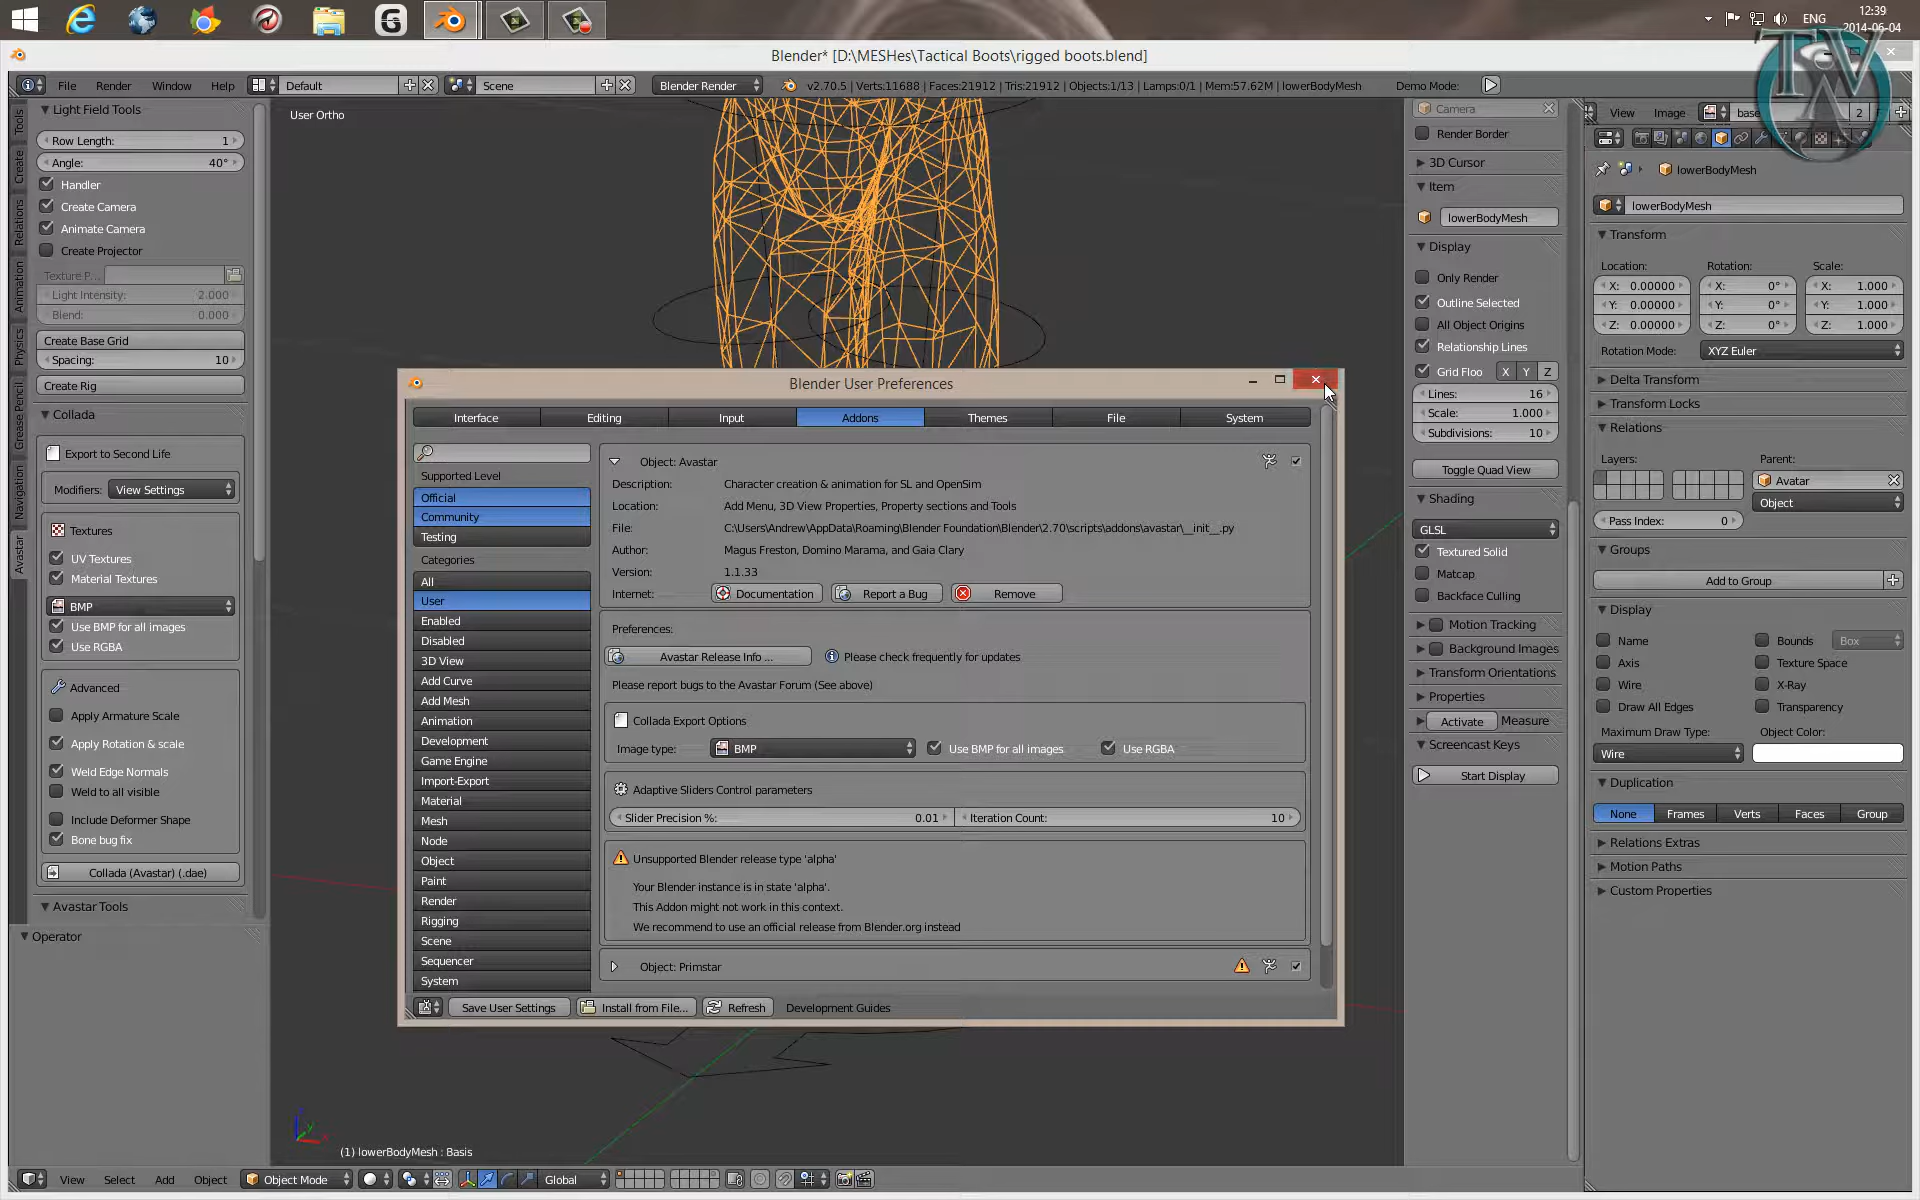 ENG
12:39
2014-06-04
Blender* [D:\MESHes\Tactical Boots\rigged boots.blend]
File Render Window Help Default Scene Blender Render v2.70.5 | Verts:11688 | Faces:21912 | Tris:21912 | Objects:1/13 | Lamps:0/1 | Mem:57.62M | lowerBodyMesh Demo Mode:
TWV
Tools
Create
Relations
Animation
Physics
Grease Pencil
Navigation
Avastar
Light Field Tools
Row Length: 1
Angle: 40°
Handler
Create Camera
Animate Camera
Create Projector
Texture P...
Light Intensity: 2.000
Blend: 0.000
Create Base Grid
Spacing: 10
Create Rig
Collada
Export to Second Life
Modifiers: View Settings
Textures
UV Textures
Material Textures
BMP
Use BMP for all images
Use RGBA
Advanced
Apply Armature Scale
Apply Rotation & scale
Weld Edge Normals
Weld to all visible
Include Deformer Shape
Bone bug fix
Collada (Avastar) (.dae)
Avastar Tools
Operator
User Ortho
Blender User Preferences
Interface Editing Input Addons Themes File System
Supported Level
Official
Community
Testing
Categories
All
User
Enabled
Disabled
3D View
Add Curve
Add Mesh
Animation
Development
Game Engine
Import-Export
Material
Mesh
Node
Object
Paint
Render
Rigging
Scene
Sequencer
System
Object: Avastar
Description: Character creation & animation for SL and OpenSim
Location: Add Menu, 3D View Properties, Property sections and Tools
File: C:\Users\Andrew\AppData\Roaming\Blender Foundation\Blender\2.70\scripts\addons\avastar\__init__.py
Author: Magus Freston, Domino Marama, and Gaia Clary
Version: 1.1.33
Internet: Documentation Report a Bug Remove
Preferences:
Avastar Release Info ... Please check frequently for updates
Please report bugs to the Avastar Forum (See above)
Collada Export Options
Image type: BMP Use BMP for all images Use RGBA
Adaptive Sliders Control parameters
Slider Precision %: 0.01 Iteration Count: 10
Unsupported Blender release type 'alpha'
Your Blender instance is in state 'alpha'.
This Addon might not work in this context.
We recommend to use an official release from Blender.org instead
Object: Primstar
Save User Settings Install from File... Refresh Development Guides
(1) lowerBodyMesh : Basis
View Select Add Object Object Mode Global
Camera
Render Border
3D Cursor
Item
lowerBodyMesh
Display
Only Render
Outline Selected
All Object Origins
Relationship Lines
Grid Floo X Y Z
Lines: 16
Scale: 1.000
Subdivisions: 10
Toggle Quad View
Shading
GLSL
Textured Solid
Matcap
Backface Culling
Motion Tracking
Background Images
Transform Orientations
Properties
Activate Measure
Screencast Keys
Start Display
View Image base 2
lowerBodyMesh
lowerBodyMesh
Transform
Location: Rotation: Scale:
X: 0.00000 X: 0° X: 1.000
Y: 0.00000 Y: 0° Y: 1.000
Z: 0.00000 Z: 0° Z: 1.000
Rotation Mode: XYZ Euler
Delta Transform
Transform Locks
Relations
Layers: Parent:
Avatar
Object
Pass Index: 0
Groups
Add to Group
Display
Name Bounds Box
Axis Texture Space
Wire X-Ray
Draw All Edges Transparency
Maximum Draw Type: Object Color:
Wire
Duplication
None Frames Verts Faces Group
Relations Extras
Motion Paths
Custom Properties